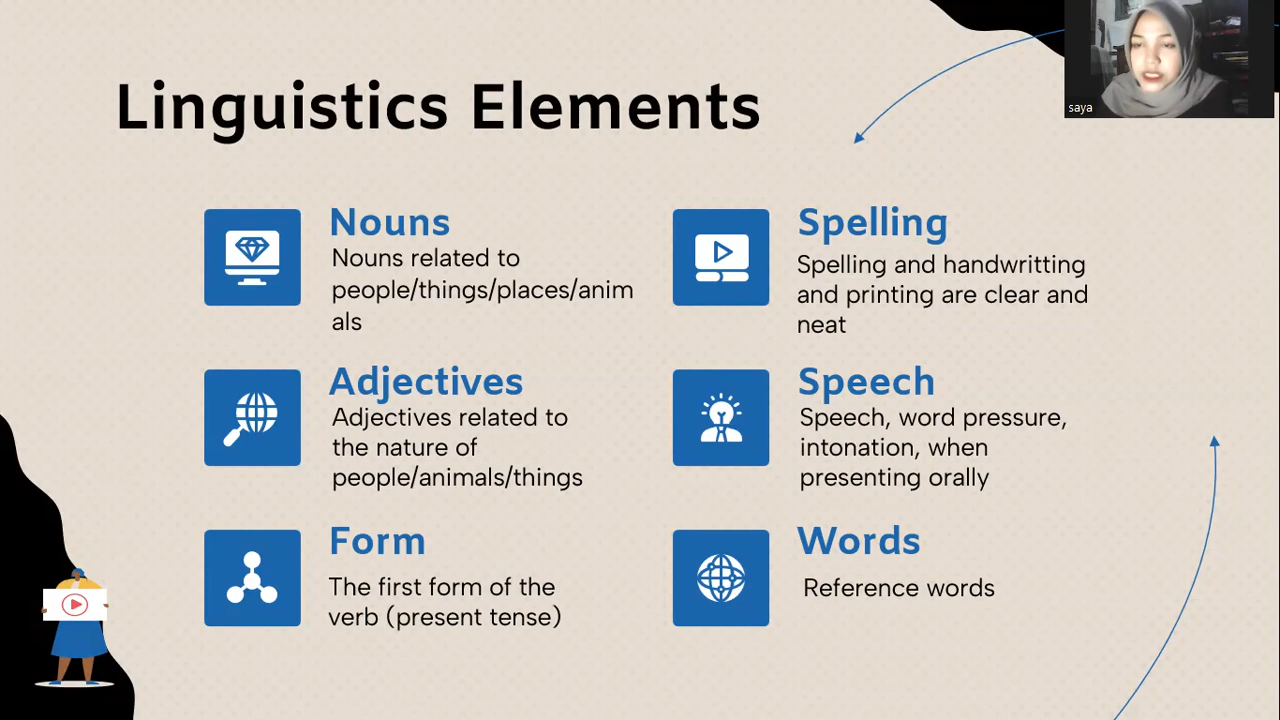 Linguistics Elements
saya
Nouns
Nouns related to
people/things/places/anim
als
Spelling
Spelling and handwritting
and printing are clear and
neat
Adjectives
Adjectives related to
the nature of
people/animals/things
Speech
Speech, word pressure,
intonation, when
presenting orally
Form
The first form of the
verb (present tense)
Words
Reference words